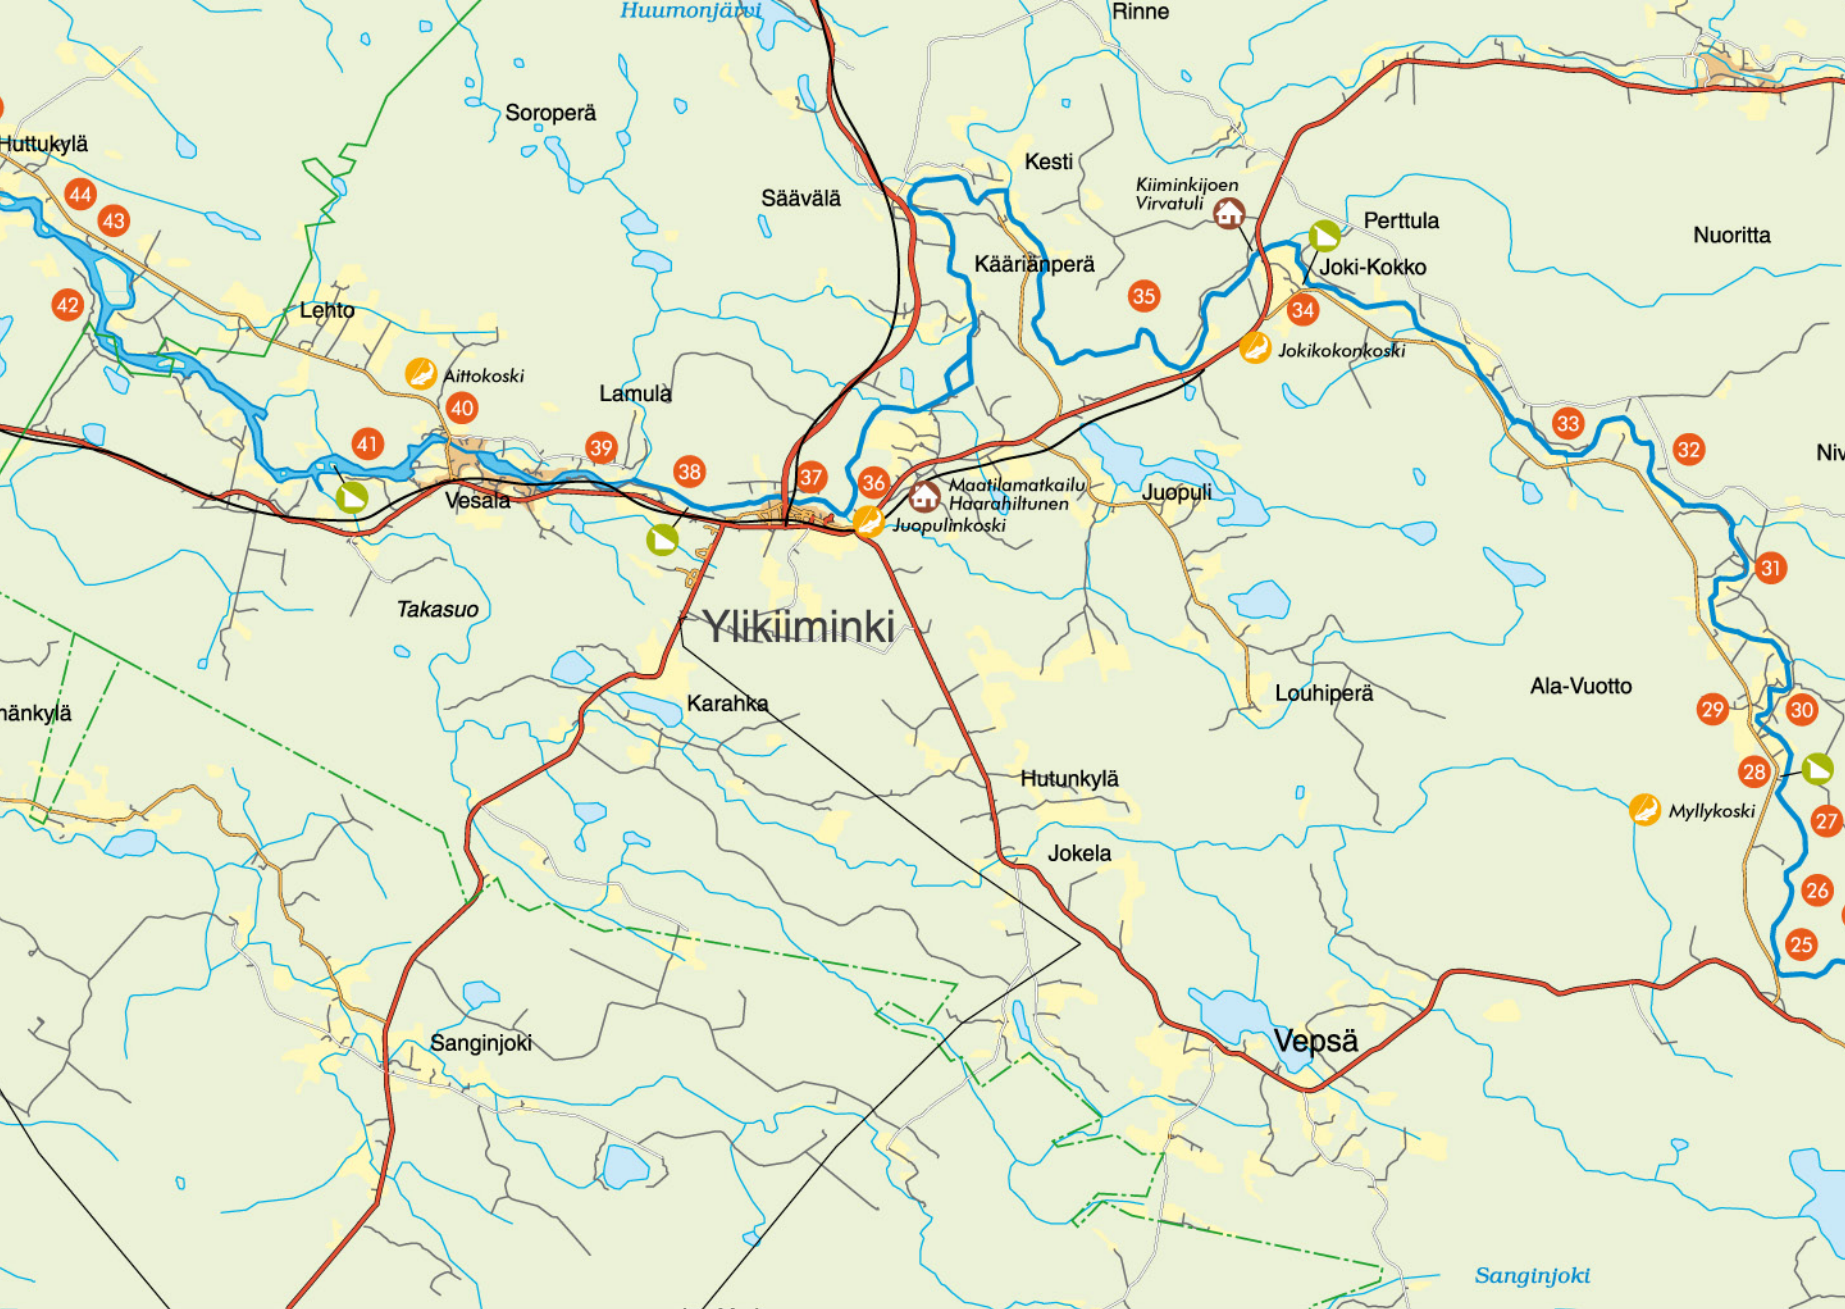 Huumonjärvi
Rinne
Soroperä
Huttukylä
Kesti
44
Kiiminkijoen
Virvatuli
Säävälä
43
Perttula
Nuoritta
Kääriänperä
Joki-Kokko
35
42
Lehto
34
Jokikokonkoski
Aittokoski
Lamula
40
33
41
39
32
38
37
36
Maatilamatkailu
Haarahiltunen
Juopuli
Vesala
Juopulinkoski
31
Takasuo
Ylikiiminki
Ala-Vuotto
Louhiperä
Karahka
29
30
28
Hutunkylä
Myllykoski
27
Jokela
26
25
Sanginjoki
Vepsä
Sanginjoki